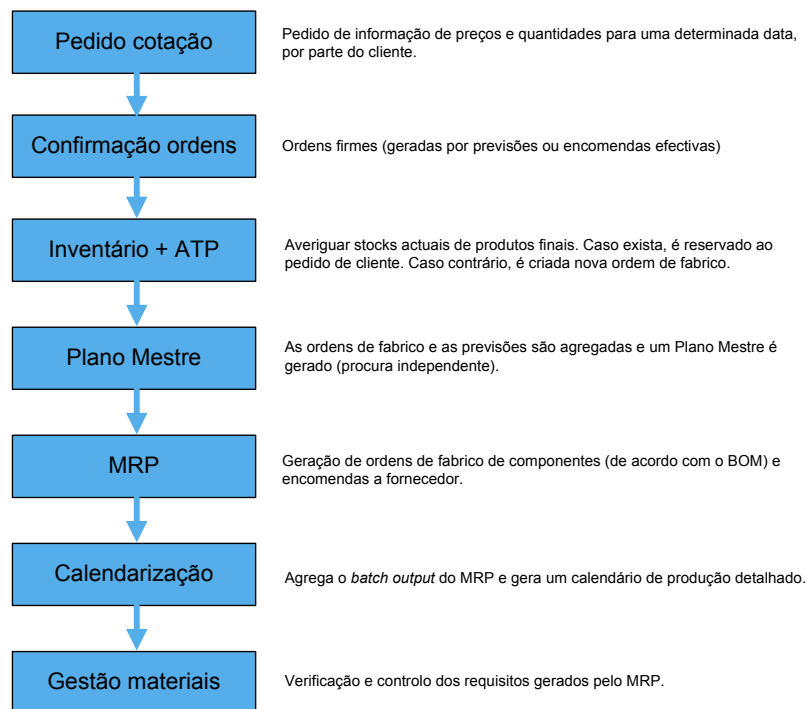 Pedido cotação
Pedido de informação de preços e quantidades para uma determinada data,
por parte do cliente.
Confirmação ordens
Ordens firmes (geradas por previsões ou encomendas efectivas)
Inventário + ATP
Averiguar stocks actuais de produtos finais. Caso exista, é reservado ao
pedido de cliente. Caso contrário, é criada nova ordem de fabrico.
Plano Mestre
As ordens de fabrico e as previsões são agregadas e um Plano Mestre é
gerado (procura independente).
MRP
Geração de ordens de fabrico de componentes (de acordo com o BOM) e
encomendas a fornecedor.
Calendarização
Agrega o batch output do MRP e gera um calendário de produção detalhado.
Gestão materiais
Verificação e controlo dos requisitos gerados pelo MRP.